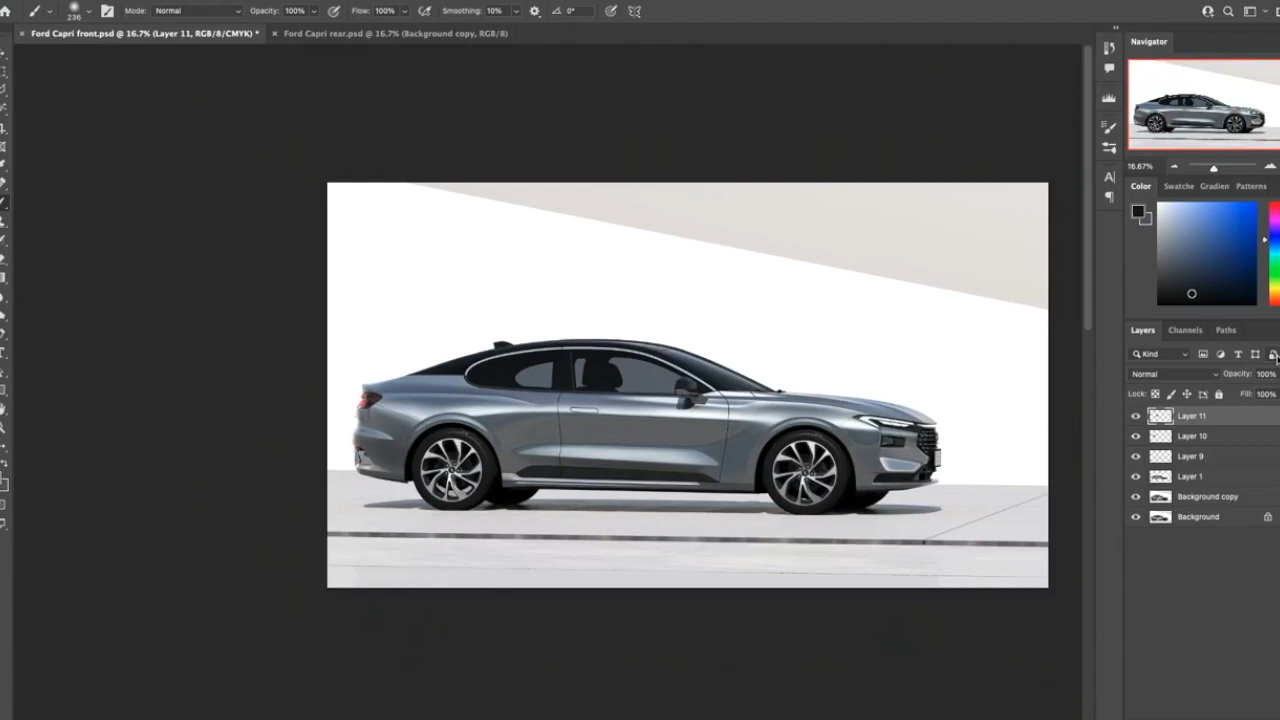 236 Mode: Normal Opacity: 100% Flow: 100% Smoothing: 10% 0°
× Ford Capri front.psd @ 16.7% (Layer 11, RGB/8/CMYK) * × Ford Capri rear.psd @ 16.7% (Background copy, RGB/8)
Navigator
16.67%
Color Swatche Gradien Patterns
Layers Channels Paths
Kind
Normal Opacity: 100%
Lock: Fill: 100%
Layer 11
Layer 10
Layer 9
Layer 1
Background copy
Background